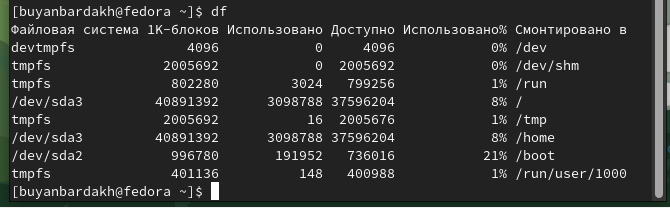 [buyanbardakh@fedora ~]$ df
Файловая система 1K-блоков Использовано Доступно Использовано% Смонтировано в
devtmpfs 4096 0 4096 0% /dev
tmpfs 2005692 0 2005692 0% /dev/shm
tmpfs 802280 3024 799256 1% /run
/dev/sda3 40891392 3098788 37596204 8% /
tmpfs 2005692 16 2005676 1% /tmp
/dev/sda3 40891392 3098788 37596204 8% /home
/dev/sda2 996780 191952 736016 21% /boot
tmpfs 401136 148 400988 1% /run/user/1000
[buyanbardakh@fedora ~]$